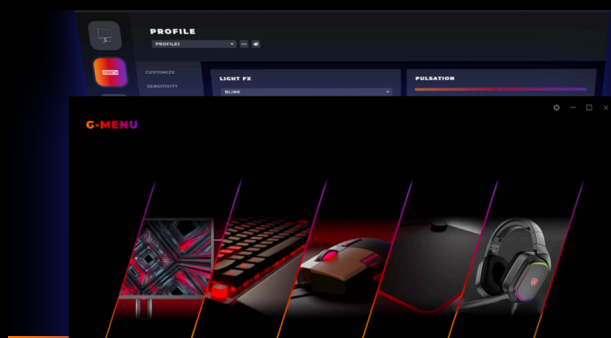 PROFILE
PROFILE1
CUSTOMIZE
LIGHT FX
PULSATION
SENSITIVITY
BLINK
G-MENU